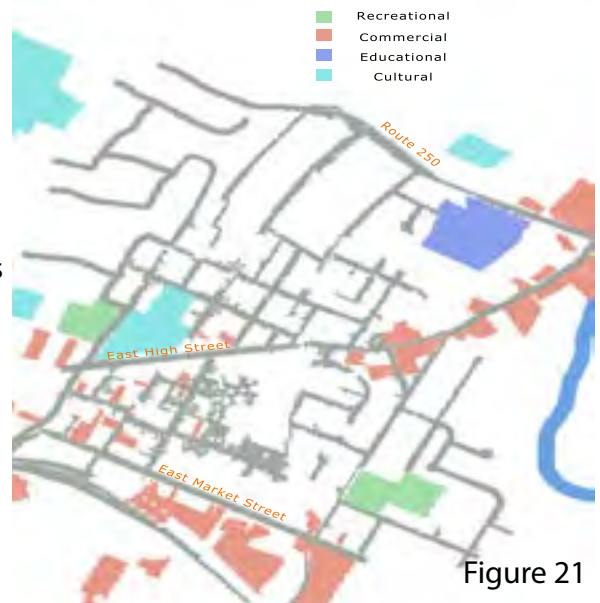 Recreational
Commercial
Educational
Cultural
Route 250
s
East High Street
East Market Street
Figure 21